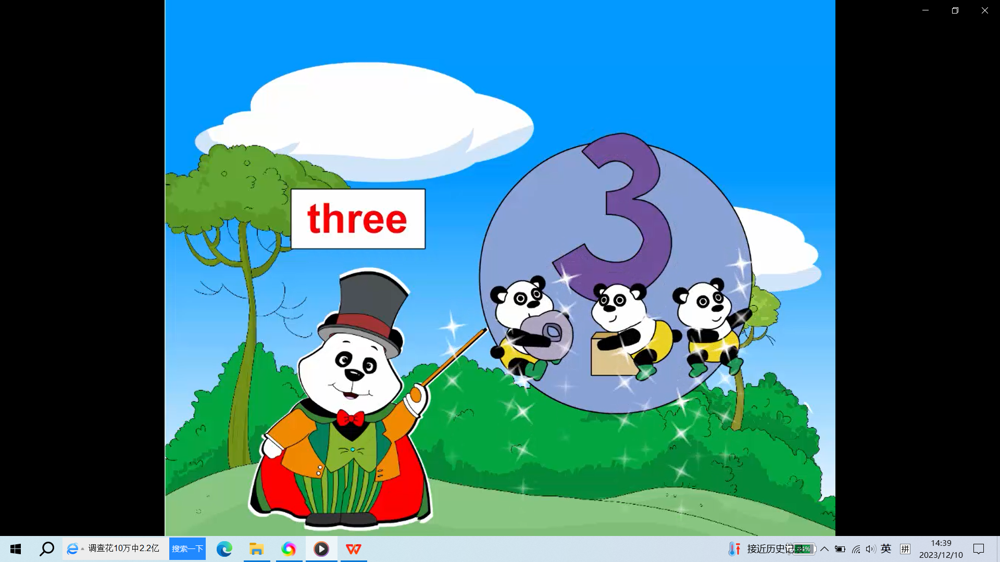 3
three
调查花10万中2.2亿
搜索一下
接近历史记录
英
拼
14:39
2023/12/10